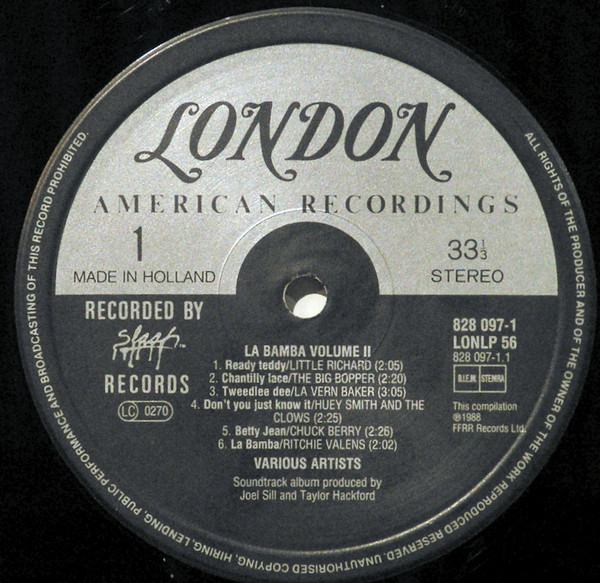 LONDON
AMERICAN RECORDINGS
1
MADE IN HOLLAND
33⅓
STEREO
RECORDED BY
slash
RECORDS
LC 0270
828 097-1
LONLP 56
828 097-1.1
B.I.E.M. STEMRA
This compilation
℗1988
FFRR Records Ltd.
LA BAMBA VOLUME II
1. Ready teddy/LITTLE RICHARD (2:05)
2. Chantilly lace/THE BIG BOPPER (2:20)
3. Tweedlee dee/LA VERN BAKER (3:05)
4. Don't you just know it/HUEY SMITH AND THE
CLOWS (2:25)
5. Betty Jean/CHUCK BERRY (2:26)
6. La Bamba/RITCHIE VALENS (2:02)
VARIOUS ARTISTS
Soundtrack album produced by
Joel Sill and Taylor Hackford
ALL RIGHTS OF THE PRODUCER AND OF THE OWNER OF THE WORK REPRODUCED RESERVED. UNAUTHORISED COPYING, HIRING, LENDING, PUBLIC PERFORMANCE AND BROADCASTING OF THIS RECORD PROHIBITED.